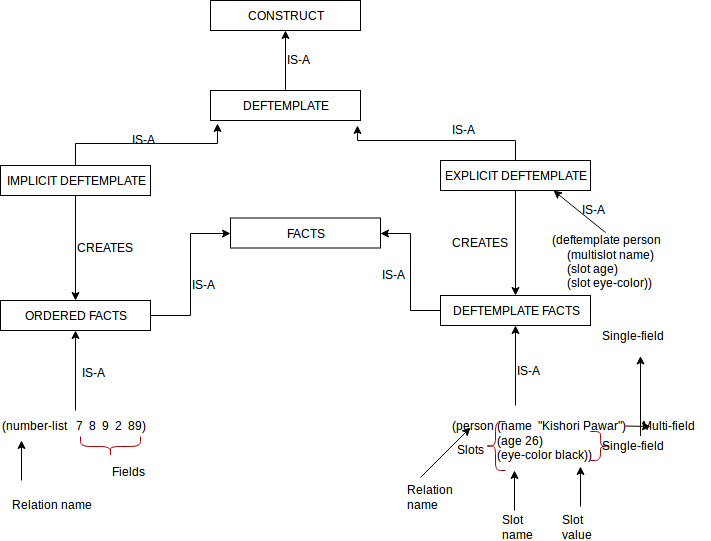 CONSTRUCT
IS-A
DEFTEMPLATE
IS-A
IS-A
IMPLICIT DEFTEMPLATE
EXPLICIT DEFTEMPLATE
IS-A
FACTS
CREATES
CREATES
(deftemplate person
(multislot name)
(slot age)
(slot eye-color))
IS-A
IS-A
ORDERED FACTS
DEFTEMPLATE FACTS
Single-field
IS-A
IS-A
(number-list 7 8 9 2 89)
(person (name "Kishori Pawar") Multi-field
(age 26)
Slots
(eye-color black))
Single-field
Fields
Relation name
Relation
name
Slot
name
Slot
value